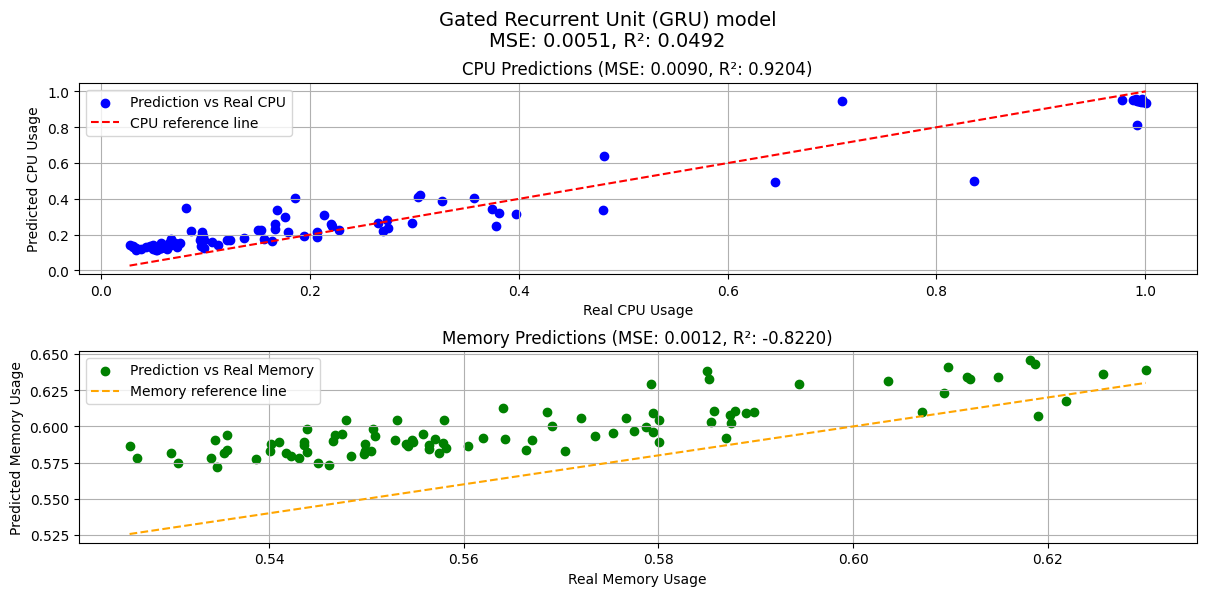 Gated Recurrent Unit (GRU) model
MSE: 0.0051, R²: 0.0492
CPU Predictions (MSE: 0.0090, R²: 0.9204)
Prediction vs Real CPU
CPU reference line
Predicted CPU Usage
1.0
0.8
0.6
0.4
0.2
0.0
0.0 0.2 0.4 0.6 0.8 1.0
Real CPU Usage
Memory Predictions (MSE: 0.0012, R²: -0.8220)
Prediction vs Real Memory
Memory reference line
Predicted Memory Usage
0.650
0.625
0.600
0.575
0.550
0.525
0.54 0.56 0.58 0.60 0.62
Real Memory Usage